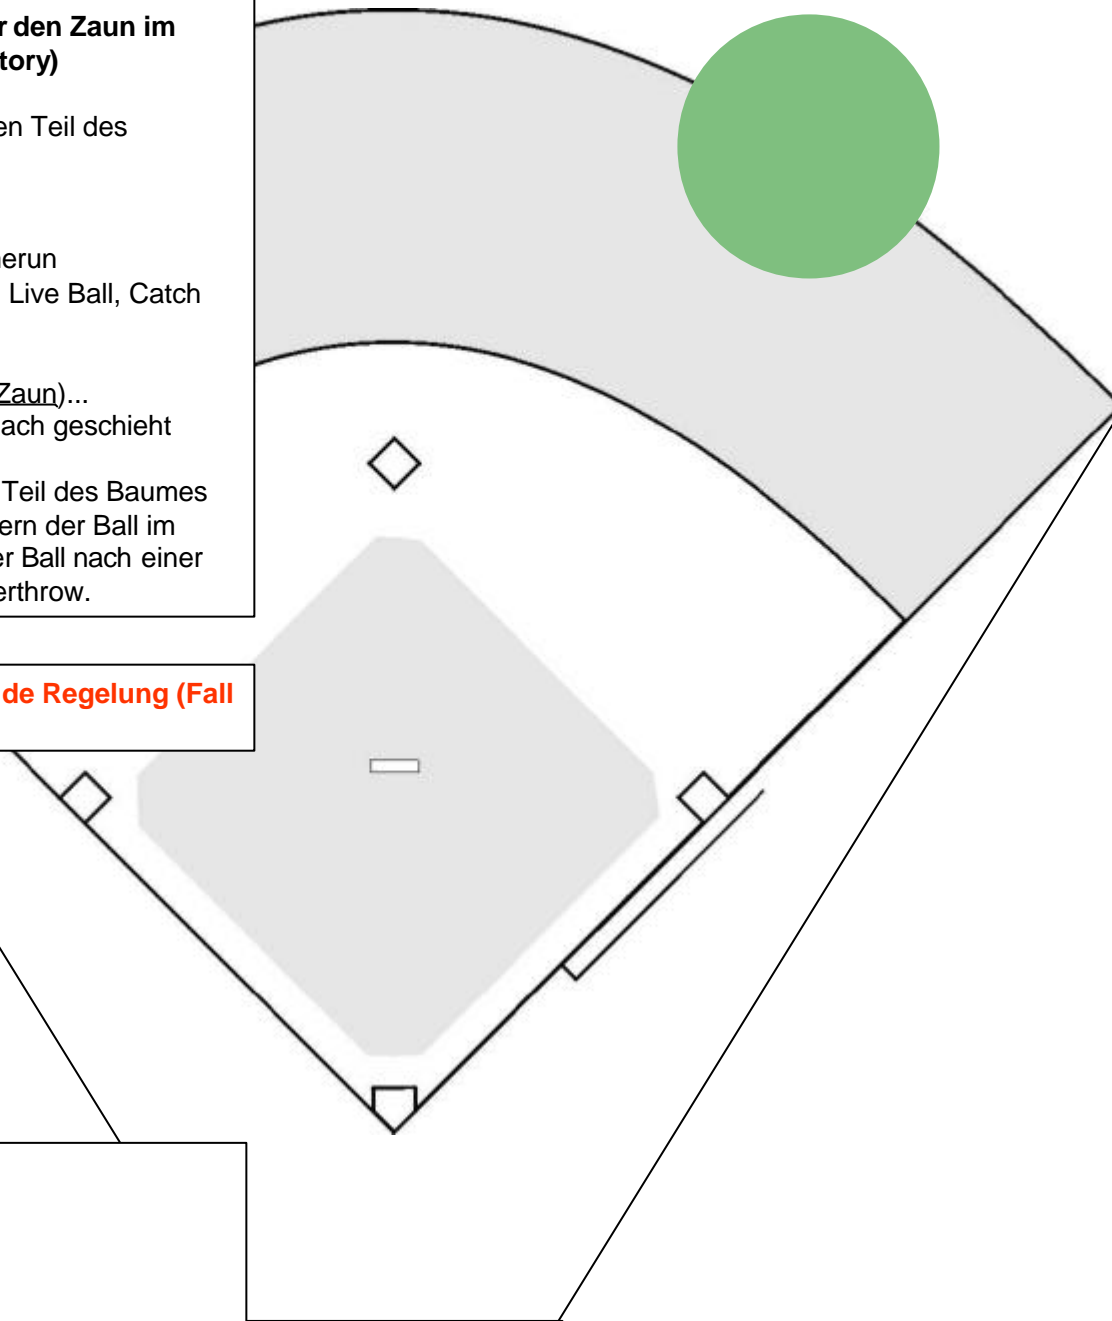 r den Zaun im
tory)
en Teil des
nerun
Live Ball, Catch
Zaun)...
ach geschieht
Teil des Baumes
ern der Ball im
er Ball nach einer
erthrow.
de Regelung (Fall